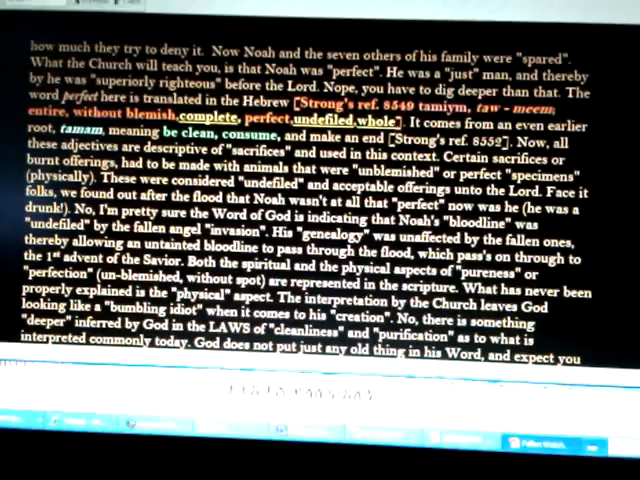 how much they try to deny it. Now Noah and the seven others of his family were "spared".
What the Church will teach you, is that Noah was "perfect". He was a "just" man, and thereby
by he was "superiorly righteous" before the Lord. Nope, you have to dig deeper than that. The
word perfect here is translated in the Hebrew [Strong's ref. 8549 tamiym, taw - meem;
entire, without blemish, complete, perfect, undefiled, whole]. It comes from an even earlier
root, tamam, meaning be clean, consume, and make an end [Strong's ref. 8552]. Now, all
these adjectives are descriptive of "sacrifices" and used in this context. Certain sacrifices or
burnt offerings, had to be made with animals that were "unblemished" or perfect "specimens"
(physically). These were considered "undefiled" and acceptable offerings unto the Lord. Face it
folks, we found out after the flood that Noah wasn't at all that "perfect" now was he (he was a
drunk!). No, I'm pretty sure the Word of God is indicating that Noah's "bloodline" was
"undefiled" by the fallen angel "invasion". His "genealogy" was unaffected by the fallen ones,
thereby allowing an untainted bloodline to pass through the flood, which pass's on through to
the 1st advent of the Savior. Both the spiritual and the physical aspects of "pureness" or
"perfection" (un-blemished, without spot) are represented in the scripture. What has never been
properly explained is the "physical" aspect. The interpretation by the Church leaves God
looking like a "bumbling idiot" when it comes to his "creation". No, there is something
"deeper" inferred by God in the LAWS of "cleanliness" and "purification" as to what is
interpreted commonly today. God does not put just any old thing in his Word, and expect you